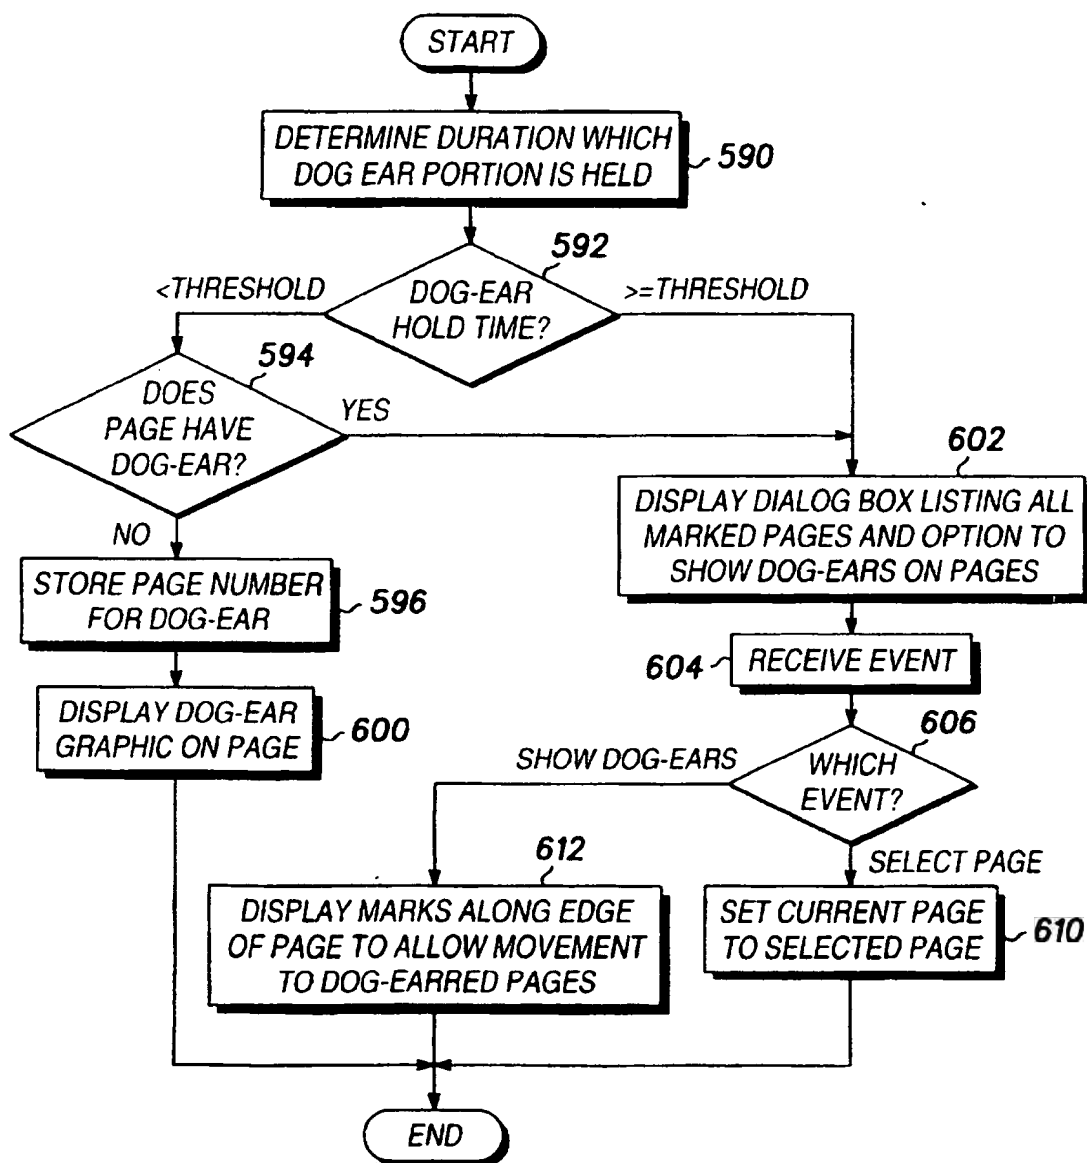 START
DETERMINE DURATION WHICH
DOG EAR PORTION IS HELD
590
592
<THRESHOLD
DOG-EAR
HOLD TIME?
>=THRESHOLD
594
DOES
PAGE HAVE
DOG-EAR?
YES
NO
602
DISPLAY DIALOG BOX LISTING ALL
MARKED PAGES AND OPTION TO
SHOW DOG-EARS ON PAGES
STORE PAGE NUMBER
FOR DOG-EAR
596
604
RECEIVE EVENT
DISPLAY DOG-EAR
GRAPHIC ON PAGE
600
606
SHOW DOG-EARS
WHICH
EVENT?
SELECT PAGE
612
DISPLAY MARKS ALONG EDGE
OF PAGE TO ALLOW MOVEMENT
TO DOG-EARRED PAGES
SET CURRENT PAGE
TO SELECTED PAGE
610
END